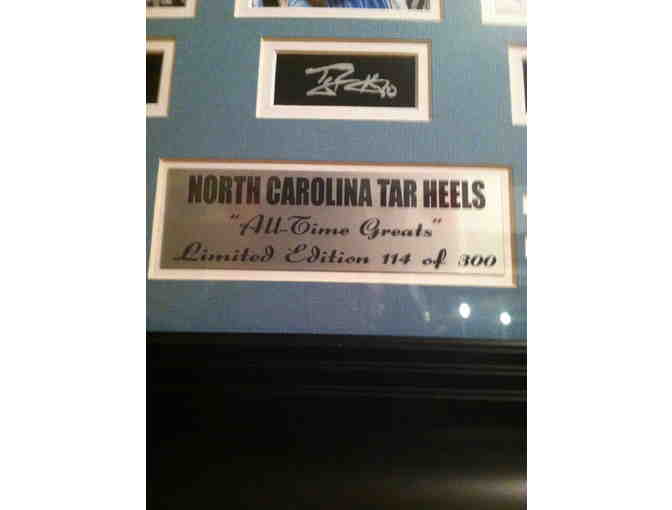 NORTH CAROLINA TAR HEELS
"All-Time Greats"
Limited Edition 114 of 300